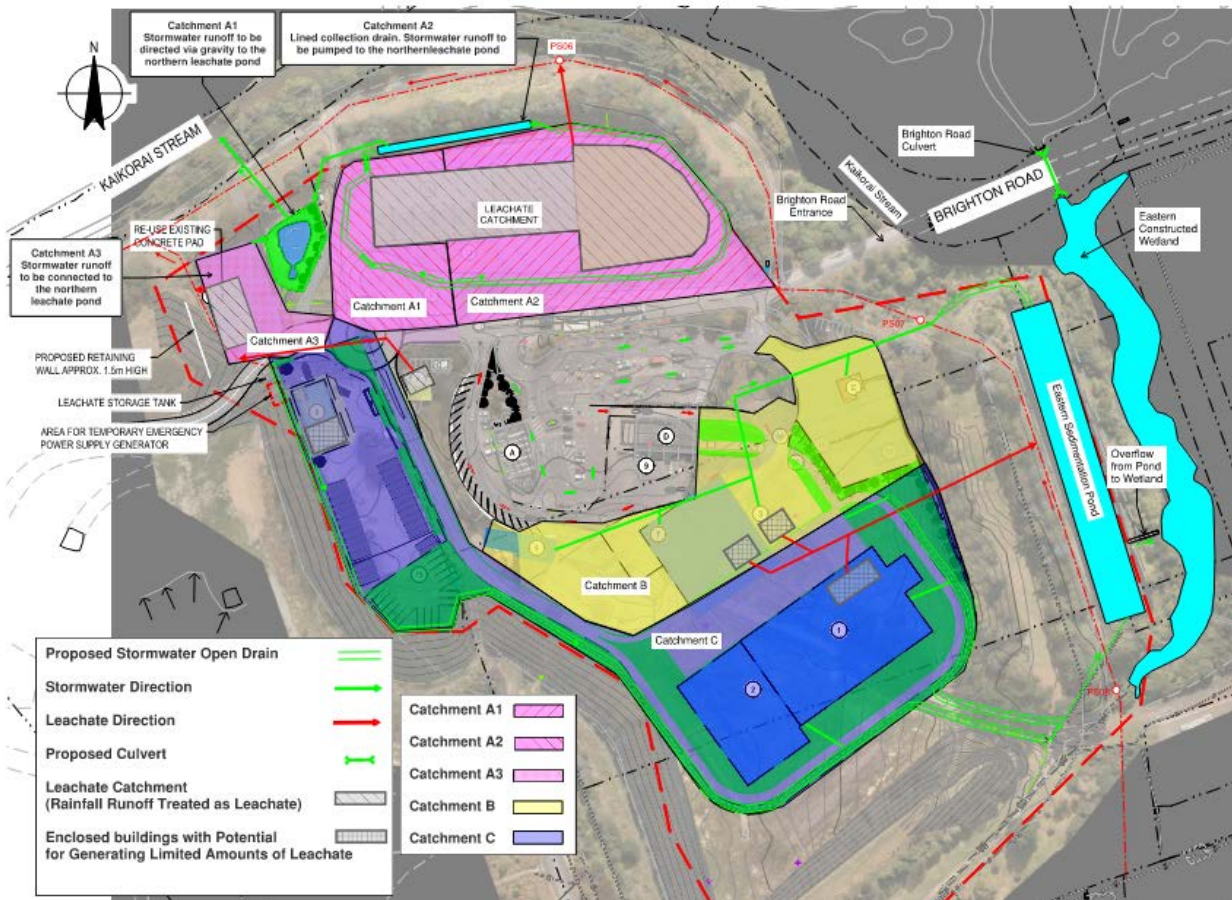 Catchment A1
Stormwater runoff to be
directed via gravity to the
northern leachate pond
Catchment A2
Lined collection drain. Stormwater runoff to
be pumped to the northernleachate pond
PS06
N
KAIKORAI STREAM
Brighton Road
Culvert
Kaikorai Stream
BRIGHTON ROAD
Brighton Road
Entrance
Eastern
Constructed
Wetland
LEACHATE
CATCHMENT
RE-USE EXISTING
CONCRETE PAD
Catchment A3
Stormwater runoff
to be connected to
the northern
leachate pond
Catchment A1
Catchment A2
PS07
Catchment A3
PROPOSED RETAINING
WALL APPROX. 1.5m HIGH
LEACHATE STORAGE TANK
AREA FOR TEMPORARY EMERGENCY
POWER SUPPLY GENERATOR
A
D
9
Eastern Sedimentation Pond
Overflow
from Pond
to Wetland
Catchment B
Catchment C
1
2
Proposed Stormwater Open Drain
Stormwater Direction
Leachate Direction
Proposed Culvert
Leachate Catchment
(Rainfall Runoff Treated as Leachate)
Enclosed buildings with Potential
for Generating Limited Amounts of Leachate
Catchment A1
Catchment A2
Catchment A3
Catchment B
Catchment C